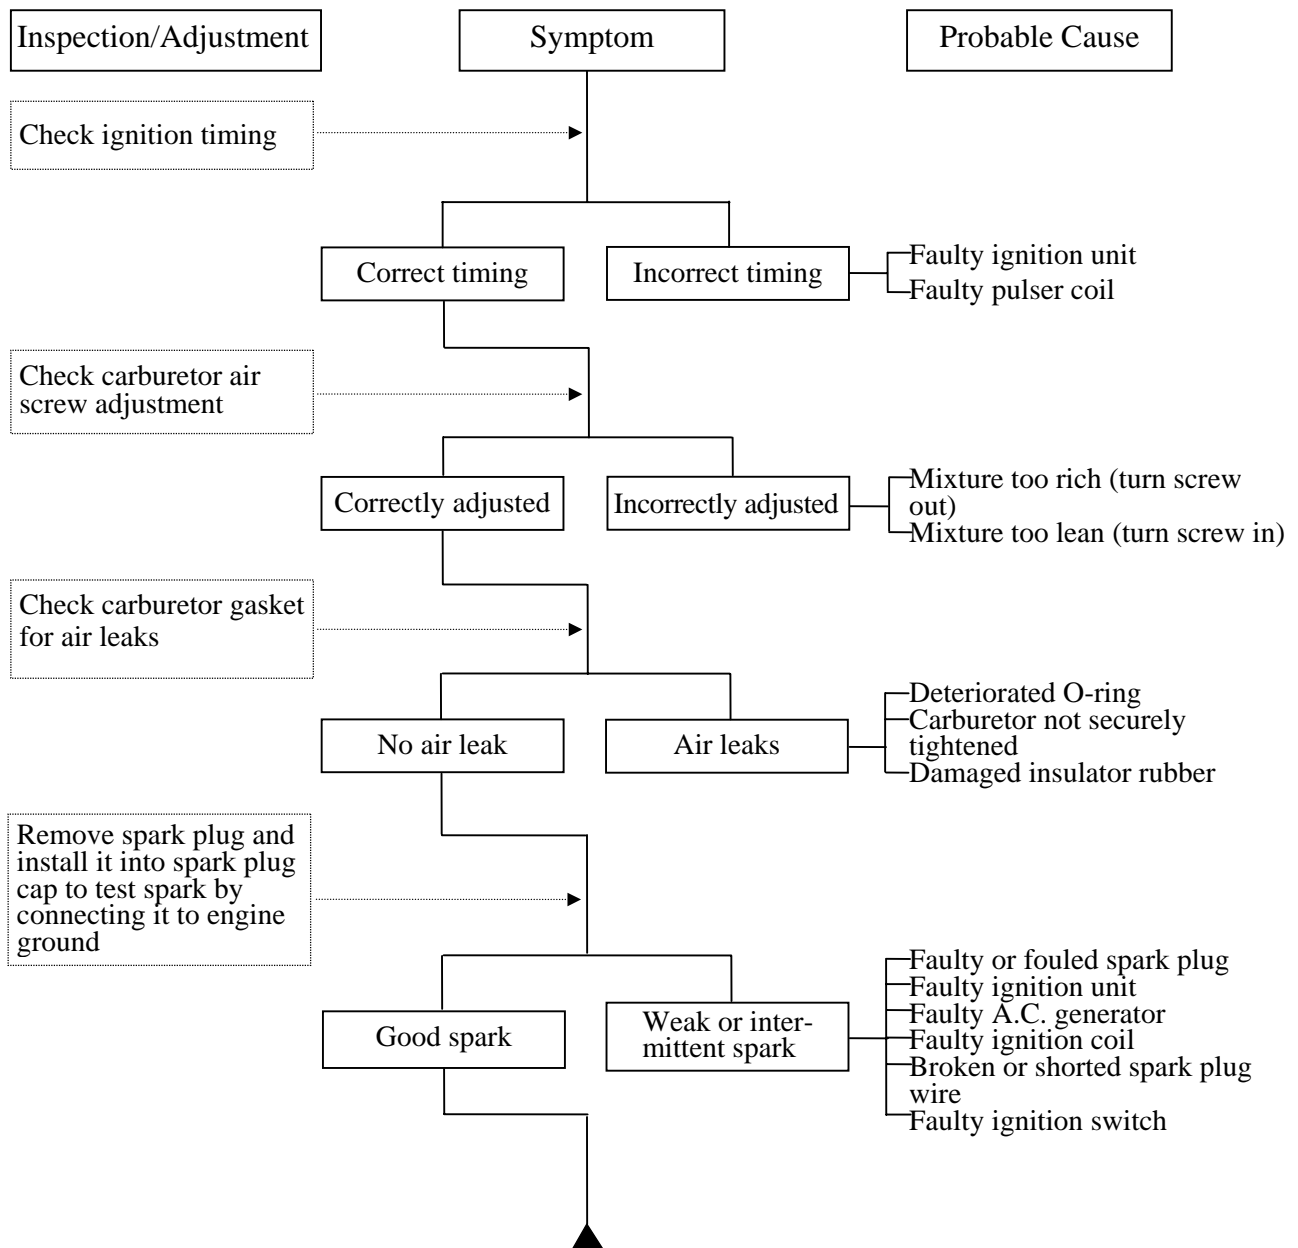 Inspection/Adjustment
Symptom
Probable Cause
Check ignition timing
Correct timing
Incorrect timing
Faulty ignition unit
Faulty pulser coil
Check carburetor air
screw adjustment
Correctly adjusted
Incorrectly adjusted
Mixture too rich (turn screw
out)
Mixture too lean (turn screw in)
Check carburetor gasket
for air leaks
No air leak
Air leaks
Deteriorated O-ring
Carburetor not securely
tightened
Damaged insulator rubber
Remove spark plug and
install it into spark plug
cap to test spark by
connecting it to engine
ground
Good spark
Weak or inter-
mittent spark
Faulty or fouled spark plug
Faulty ignition unit
Faulty A.C. generator
Faulty ignition coil
Broken or shorted spark plug
wire
Faulty ignition switch